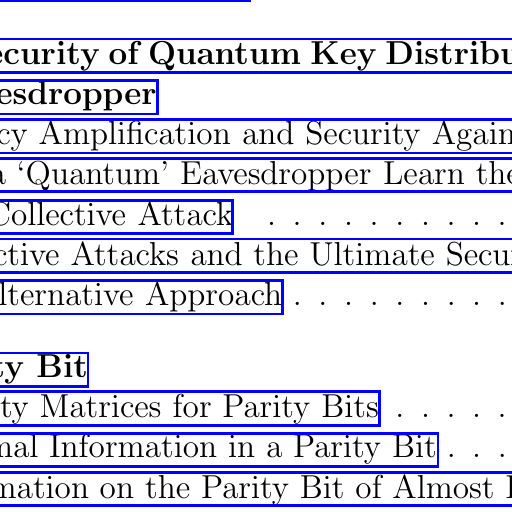 ecurity of Quantum Key Distribu
esdropper
cy Amplification and Security Again
a ‘Quantum’ Eavesdropper Learn the
Collective Attack . . . . . . . . . .
ctive Attacks and the Ultimate Secu
lternative Approach . . . . . . . . .
ty Bit
ty Matrices for Parity Bits . . . . .
mal Information in a Parity Bit . . .
mation on the Parity Bit of Almost